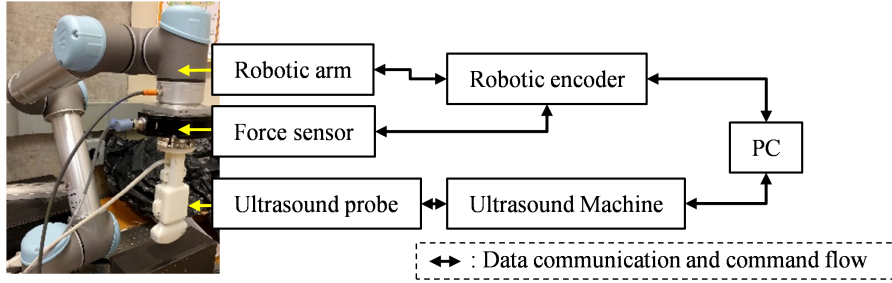 Robotic arm
Robotic encoder
Force sensor
PC
Ultrasound probe
Ultrasound Machine
: Data communication and command flow